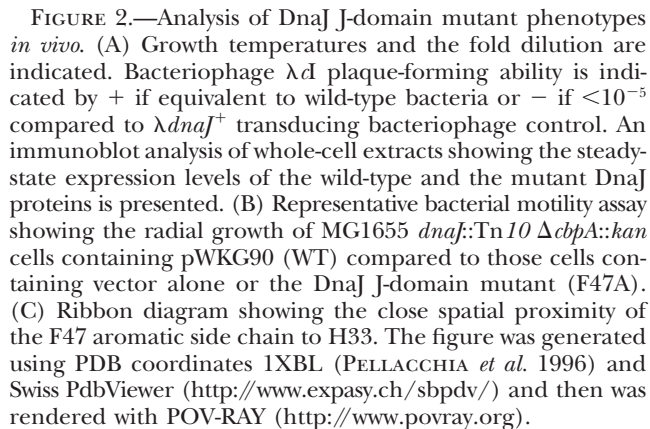 FIGURE 2.—Analysis of DnaJ J-domain mutant phenotypes
in vivo. (A) Growth temperatures and the fold dilution are
indicated. Bacteriophage λcI plaque-forming ability is indi-
cated by + if equivalent to wild-type bacteria or − if <10⁻⁵
compared to λdnaJ⁺ transducing bacteriophage control. An
immunoblot analysis of whole-cell extracts showing the steady-
state expression levels of the wild-type and the mutant DnaJ
proteins is presented. (B) Representative bacterial motility assay
showing the radial growth of MG1655 dnaJ::Tn10 ΔcbpA::kan
cells containing pWKG90 (WT) compared to those cells con-
taining vector alone or the DnaJ J-domain mutant (F47A).
(C) Ribbon diagram showing the close spatial proximity of
the F47 aromatic side chain to H33. The figure was generated
using PDB coordinates 1XBL (PELLACCHIA et al. 1996) and
Swiss PdbViewer (http://www.expasy.ch/sbpdv/) and then was
rendered with POV-RAY (http://www.povray.org).